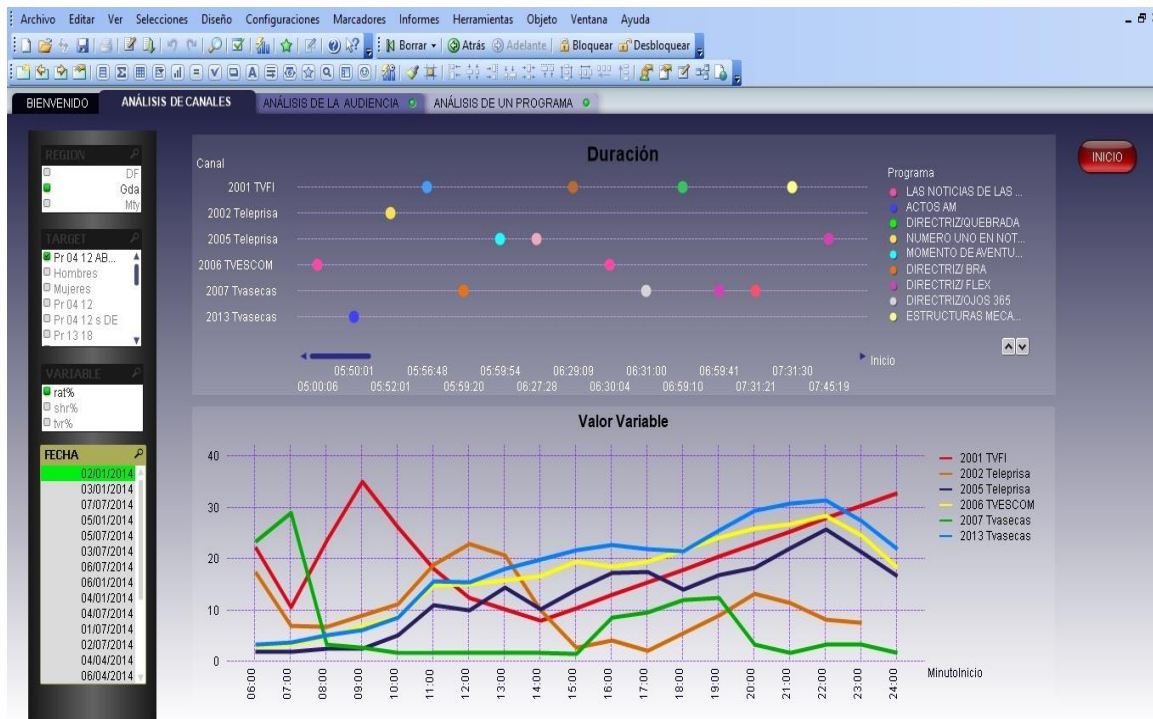 Archivo Editar Ver Selecciones Diseño Configuraciones Marcadores Informes Herramientas Objeto Ventana Ayuda
Borrar Atrás Adelante Bloquear Desbloquear
BIENVENIDO ANÁLISIS DE CANALES ANÁLISIS DE LA AUDIENCIA ANÁLISIS DE UN PROGRAMA
REGION
DF
Gda
Mty
TARGET
Pr 04 12 AB...
Hombres
Mujeres
Pr 04 12
Pr 04 12 s DE
Pr 13 18
VARIABLE
rat%
shr%
tvr%
FECHA
02/01/2014
03/01/2014
07/07/2014
05/01/2014
05/07/2014
03/07/2014
06/07/2014
06/01/2014
04/01/2014
04/07/2014
01/07/2014
02/07/2014
04/04/2014
06/04/2014
Duración
Canal
2001 TVFI
2002 Teleprisa
2005 Teleprisa
2006 TVESCOM
2007 Tvasecas
2013 Tvasecas
Inicio
05:50:01 05:56:48 05:59:54 06:29:09 06:31:00 06:59:41 07:31:30
05:00:06 05:52:01 05:59:20 06:27:28 06:30:04 06:59:10 07:31:21 07:45:19
Programa
LAS NOTICIAS DE LAS ...
ACTOS AM
DIRECTRIZ/QUEBRADA
NUMERO UNO EN NOT...
MOMENTO DE AVENTU...
DIRECTRIZ/ BRA
DIRECTRIZ/ FLEX
DIRECTRIZ/OJOS 365
ESTRUCTURAS MECA...
INICIO
Valor Variable
40
30
20
10
0
06:00 07:00 08:00 09:00 10:00 11:00 12:00 13:00 14:00 15:00 16:00 17:00 18:00 19:00 20:00 21:00 22:00 23:00 24:00
MinutoInicio
2001 TVFI
2002 Teleprisa
2005 Teleprisa
2006 TVESCOM
2007 Tvasecas
2013 Tvasecas